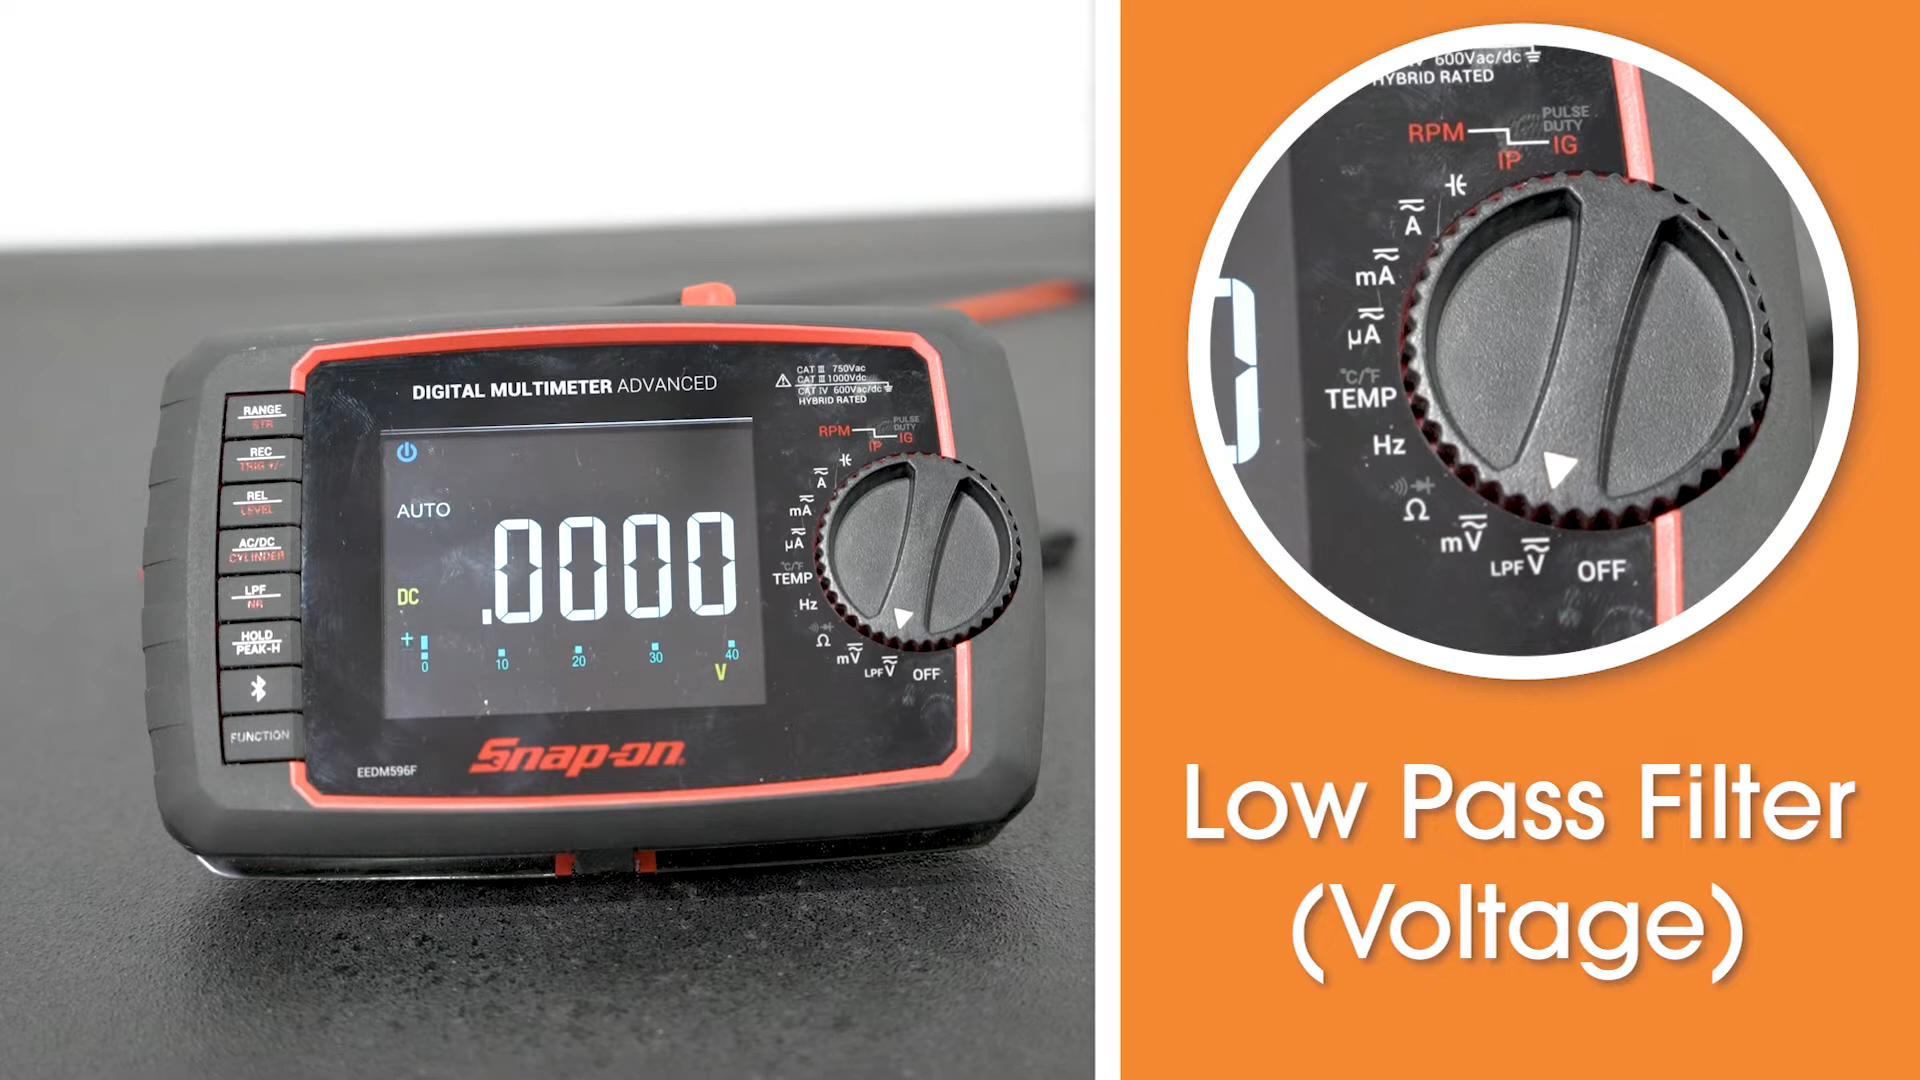 DIGITAL MULTIMETER ADVANCED
CAT III 750Vac
CAT III 1000Vdc
CAT IV 600Vac/dc
HYBRID RATED
RANGE
REC
TRIG +/-
REL
LEVEL
AC/DC
CYLINDER
LPF
HOLD
PEAK-H
FUNCTION
AUTO
.0000
DC
+
0 10 20 30 40
V
RPM
PULSE
DUTY
IP
IG
A
mA
µA
°C/°F
TEMP
Hz
Ω
mV
LPF V
OFF
EEDM596F
Snap-on
600Vac/dc
HYBRID RATED
RPM
PULSE
DUTY
IP
IG
A
mA
µA
°C/°F
TEMP
Hz
Ω
mV
LPF V
OFF
Low Pass Filter
(Voltage)